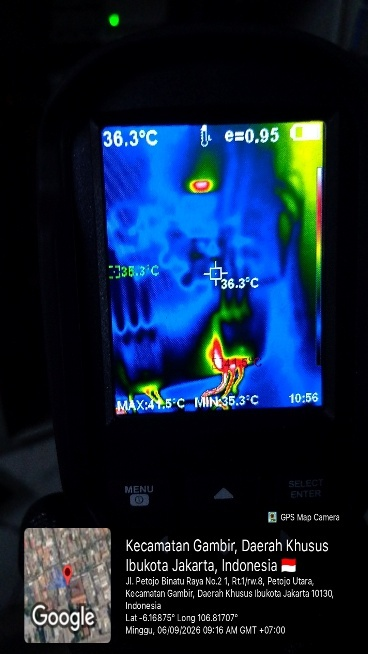 36.3°C e=0.95
36.3°C
MAX:41.5°C MIN:35.3°C 10:56
MENU
SELECT
ENTER
GPS Map Camera
Kecamatan Gambir, Daerah Khusus
Ibukota Jakarta, Indonesia 🇮🇩
Jl. Petojo Binatu Raya No.2 1, Rt.1/rw.8, Petojo Utara,
Kecamatan Gambir, Daerah Khusus Ibukota Jakarta 10130,
Indonesia
Lat -6.16875° Long 106.81707°
Minggu, 06/09/2026 09:16 AM GMT +07:00
Google